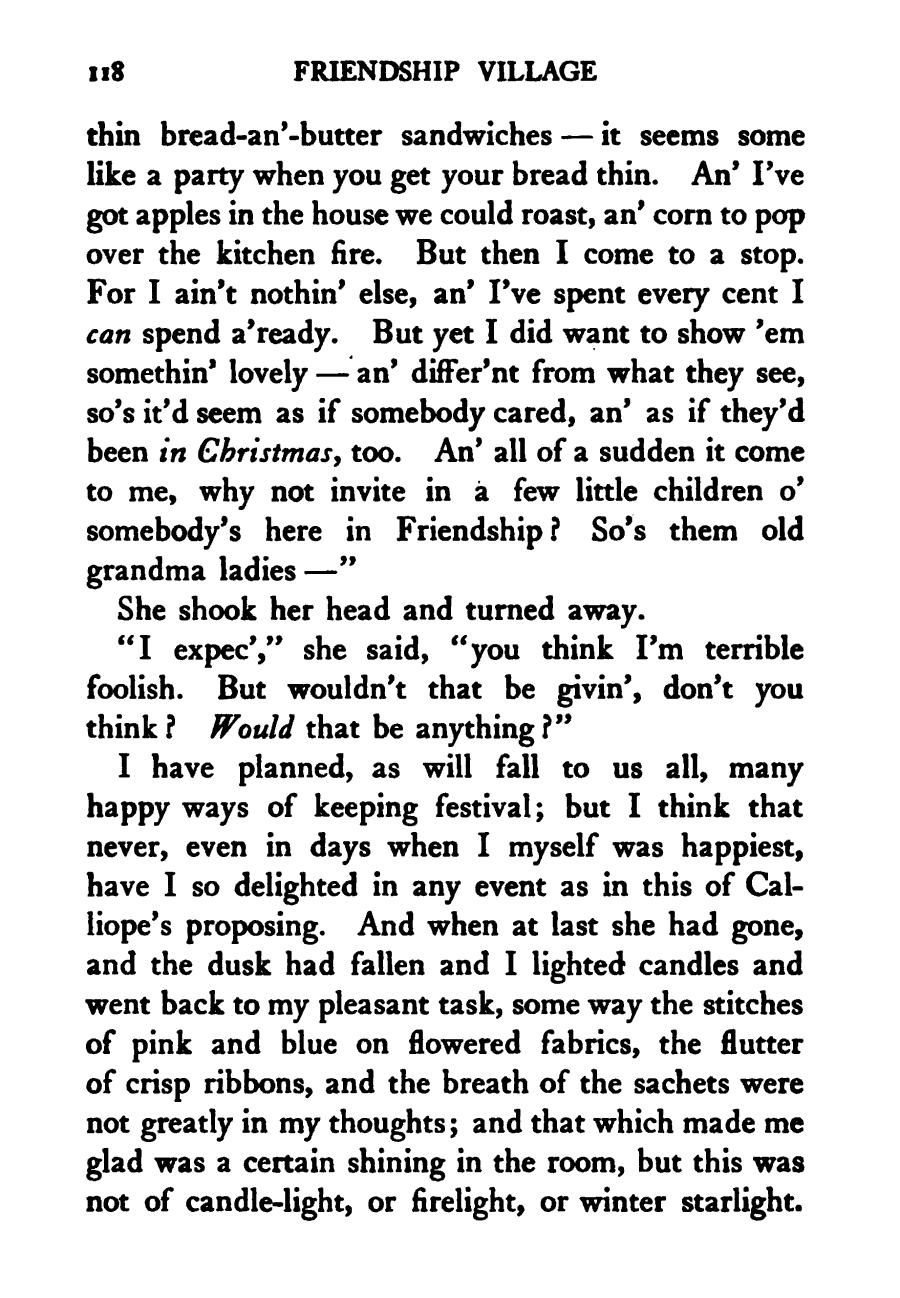 118 FRIENDSHIP VILLAGE
thin bread-an'-butter sandwiches — it seems some
like a party when you get your bread thin. An' I've
got apples in the house we could roast, an' corn to pop
over the kitchen fire. But then I come to a stop.
For I ain't nothin' else, an' I've spent every cent I
can spend a'ready. But yet I did want to show 'em
somethin' lovely — an' differ'nt from what they see,
so's it'd seem as if somebody cared, an' as if they'd
been in Christmas, too. An' all of a sudden it come
to me, why not invite in a few little children o'
somebody's here in Friendship? So's them old
grandma ladies —"
She shook her head and turned away.
"I expec'," she said, "you think I'm terrible
foolish. But wouldn't that be givin', don't you
think? Would that be anything?"
I have planned, as will fall to us all, many
happy ways of keeping festival; but I think that
never, even in days when I myself was happiest,
have I so delighted in any event as in this of Cal-
liope's proposing. And when at last she had gone,
and the dusk had fallen and I lighted candles and
went back to my pleasant task, some way the stitches
of pink and blue on flowered fabrics, the flutter
of crisp ribbons, and the breath of the sachets were
not greatly in my thoughts; and that which made me
glad was a certain shining in the room, but this was
not of candle-light, or firelight, or winter starlight.